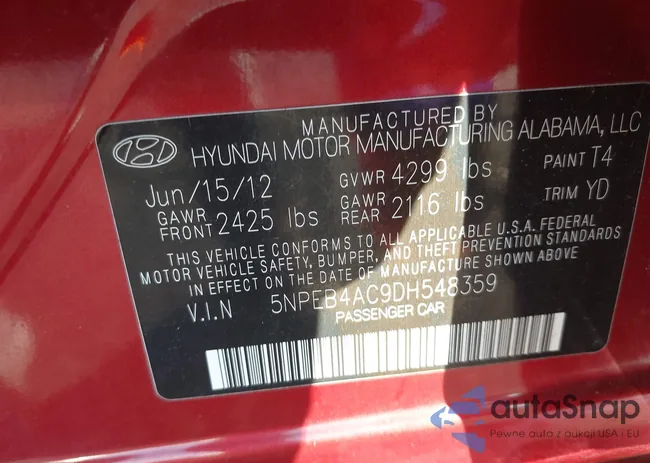 MANUFACTURED BY
HYUNDAI MOTOR MANUFACTURING ALABAMA, LLC
Jun/15/12 GVWR 4299 lbs PAINT T4
GAWR FRONT 2425 lbs GAWR REAR 2116 lbs TRIM YD
THIS VEHICLE CONFORMS TO ALL APPLICABLE U.S.A. FEDERAL
MOTOR VEHICLE SAFETY, BUMPER, AND THEFT PREVENTION STANDARDS
IN EFFECT ON THE DATE OF MANUFACTURE SHOWN ABOVE.
V.I.N 5NPEB4AC9DH548359
PASSENGER CAR
autoSnap
Pewne auta z aukcji USA i EU